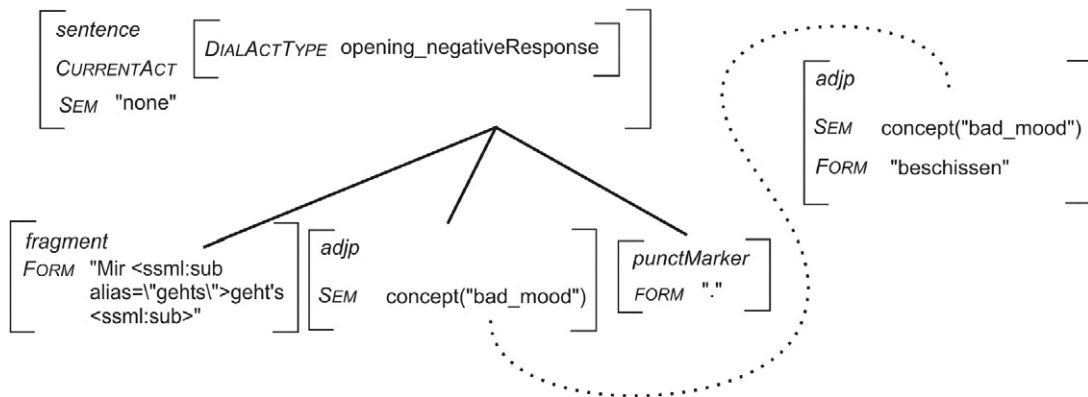 sentence
DIALACTTYPE opening_negativeResponse
CURRENTACT
SEM "none"
adjp
SEM concept("bad_mood")
FORM "beschissen"
fragment
FORM "Mir <ssml:sub
alias=\"gehts\">geht's
<ssml:sub>"
adjp
SEM concept("bad_mood")
punctMarker
FORM "."